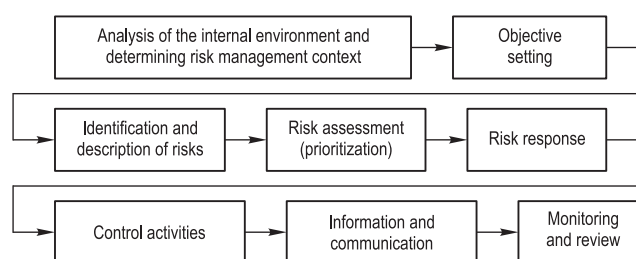 Analysis of the internal environment and
determining risk management context
Objective
setting
Identification and
description of risks
Risk assessment
(prioritization)
Risk response
Control activities
Information and
communication
Monitoring
and review